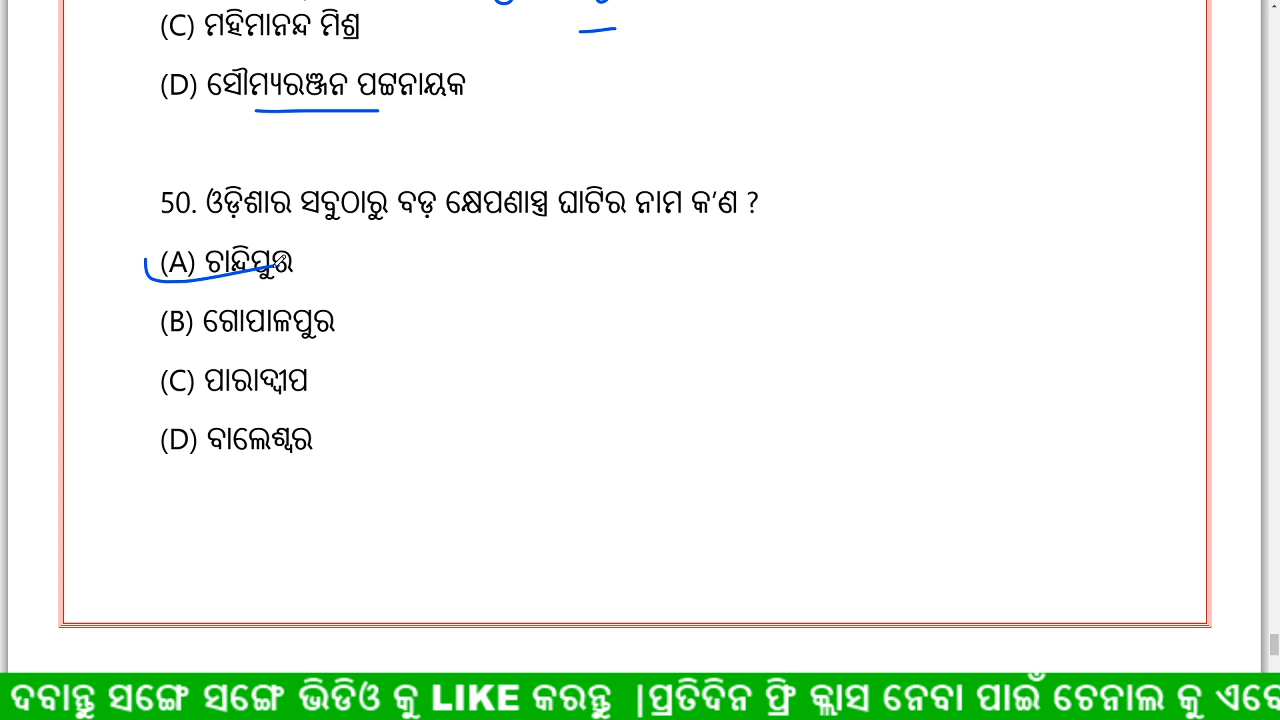 (C) ମହିମାନନ୍ଦ ମିଶ୍ର
(D) ସୌମ୍ୟରଞ୍ଜନ ପଟ୍ଟନାୟକ
50. ଓଡ଼ିଶାର ସବୁଠାରୁ ବଡ଼ କ୍ଷେପଣାସ୍ତ୍ର ଘାଟିର ନାମ କ'ଣ ?
(A) ଚାନ୍ଦିପୁର
(B) ଗୋପାଳପୁର
(C) ପାରାଦ୍ୱୀପ
(D) ବାଲେଶ୍ୱର
ଦବାନ୍ତୁ ସଙ୍ଗେ ସଙ୍ଗେ ଭିଡିଓ କୁ LIKE କରନ୍ତୁ |ପ୍ରତିଦିନ ଫ୍ରି କ୍ଲାସ ନେବା ପାଇଁ ଚେନାଲ କୁ